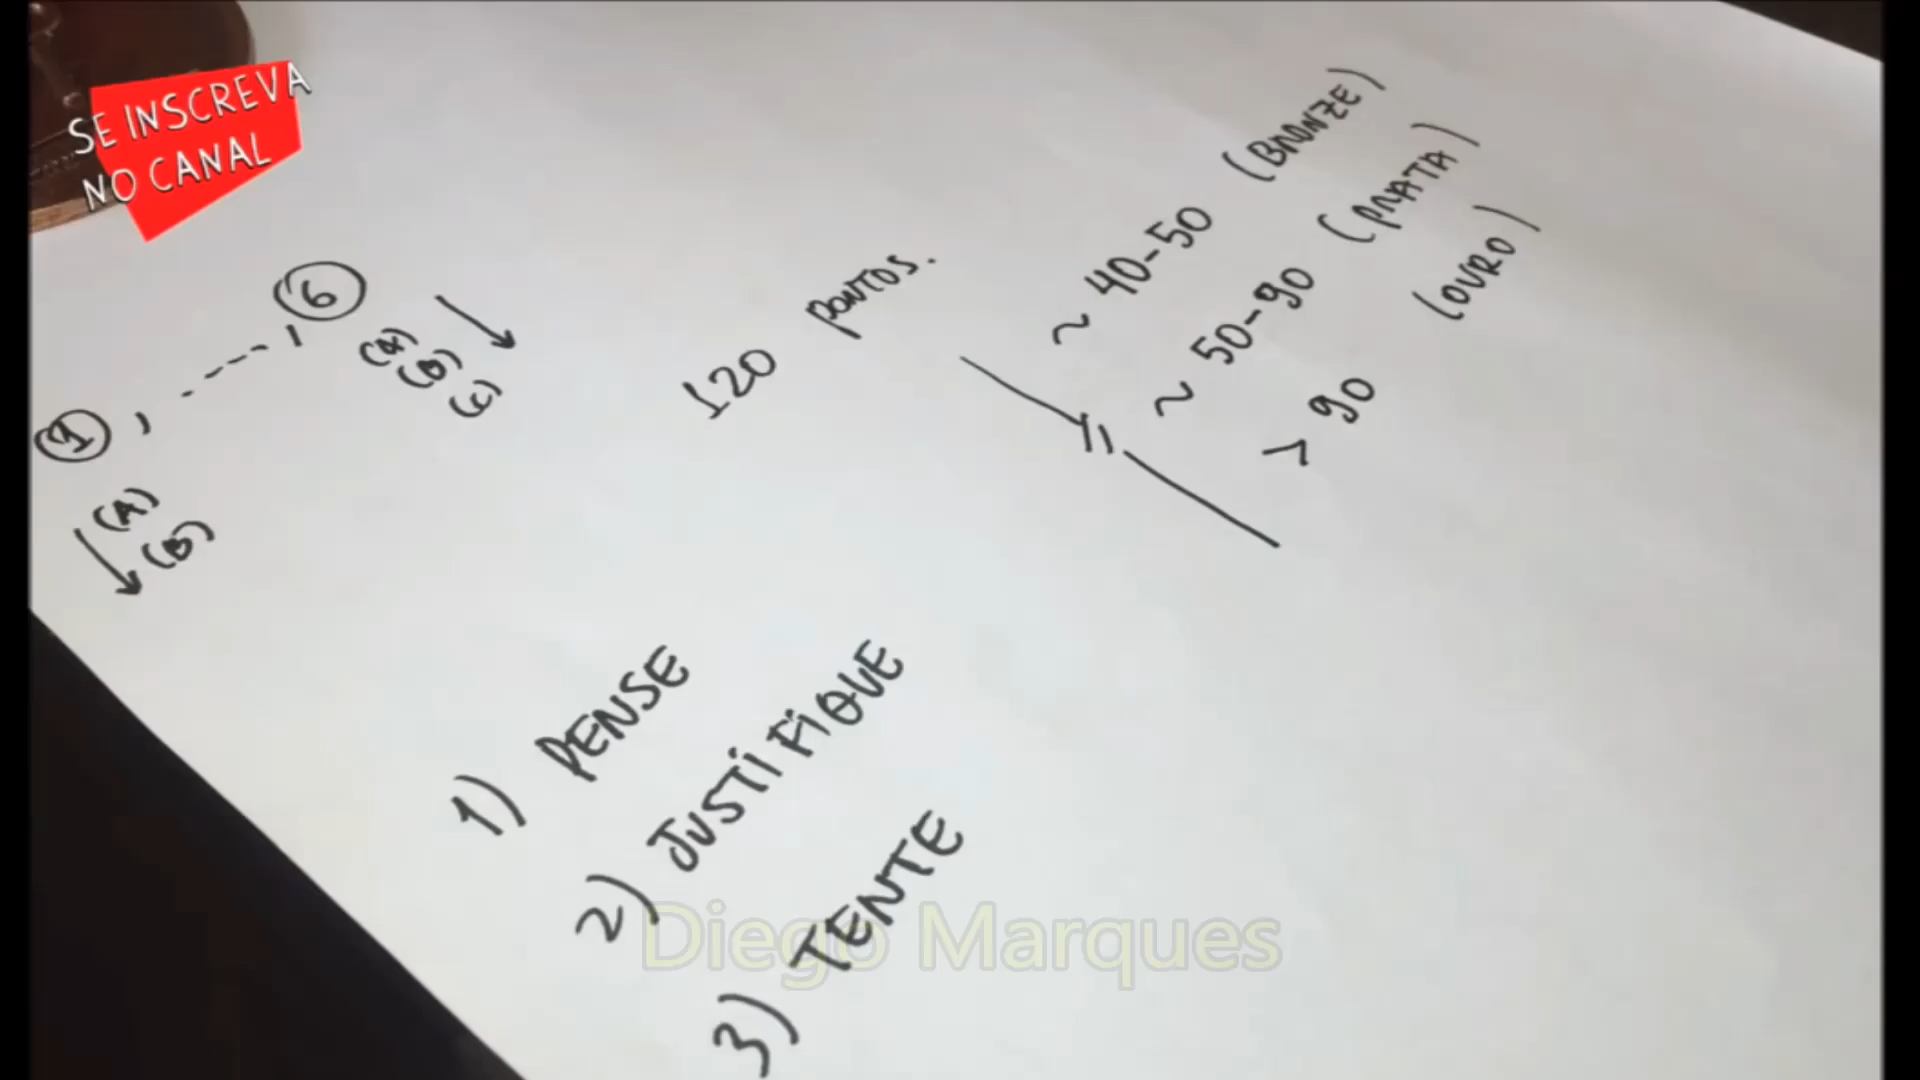 SE INSCREVA
NO CANAL
1, ----, 6
(A)
(B)
(A)
(B)
(C)
120 PONTOS.
~ 40-50 (BRONZE)
~ 50-90 (PRATA)
> 90 (OURO)
1) PENSE
2) JUSTIFIQUE
3) TENTE
Diego Marques